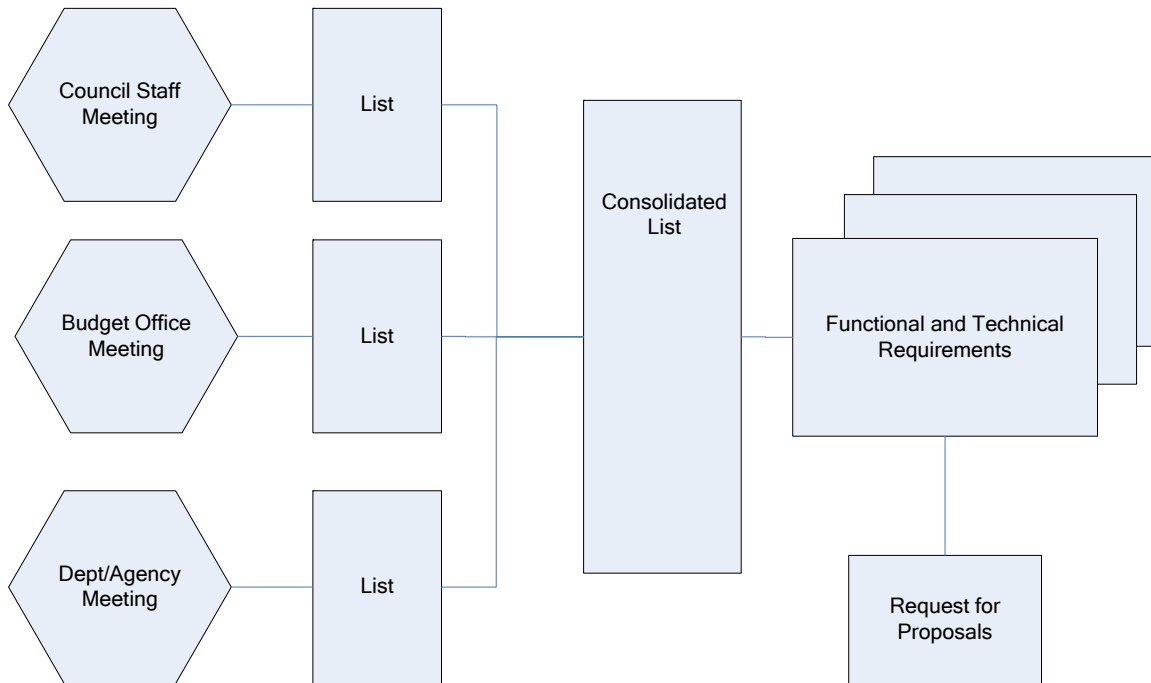 Council Staff
Meeting
List
Budget Office
Meeting
List
Dept/Agency
Meeting
List
Consolidated
List
Functional and Technical
Requirements
Request for
Proposals